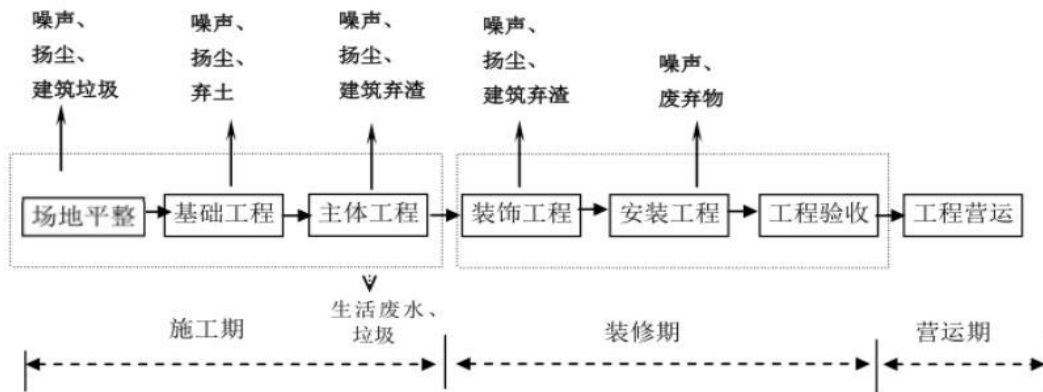 噪声、
扬尘、
建筑垃圾
噪声、
扬尘、
弃土
噪声、
扬尘、
建筑弃渣
噪声、
扬尘、
建筑弃渣
噪声、
废弃物
场地平整
基础工程
主体工程
装饰工程
安装工程
工程验收
工程营运
生活废水、
垃圾
施工期
装修期
营运期